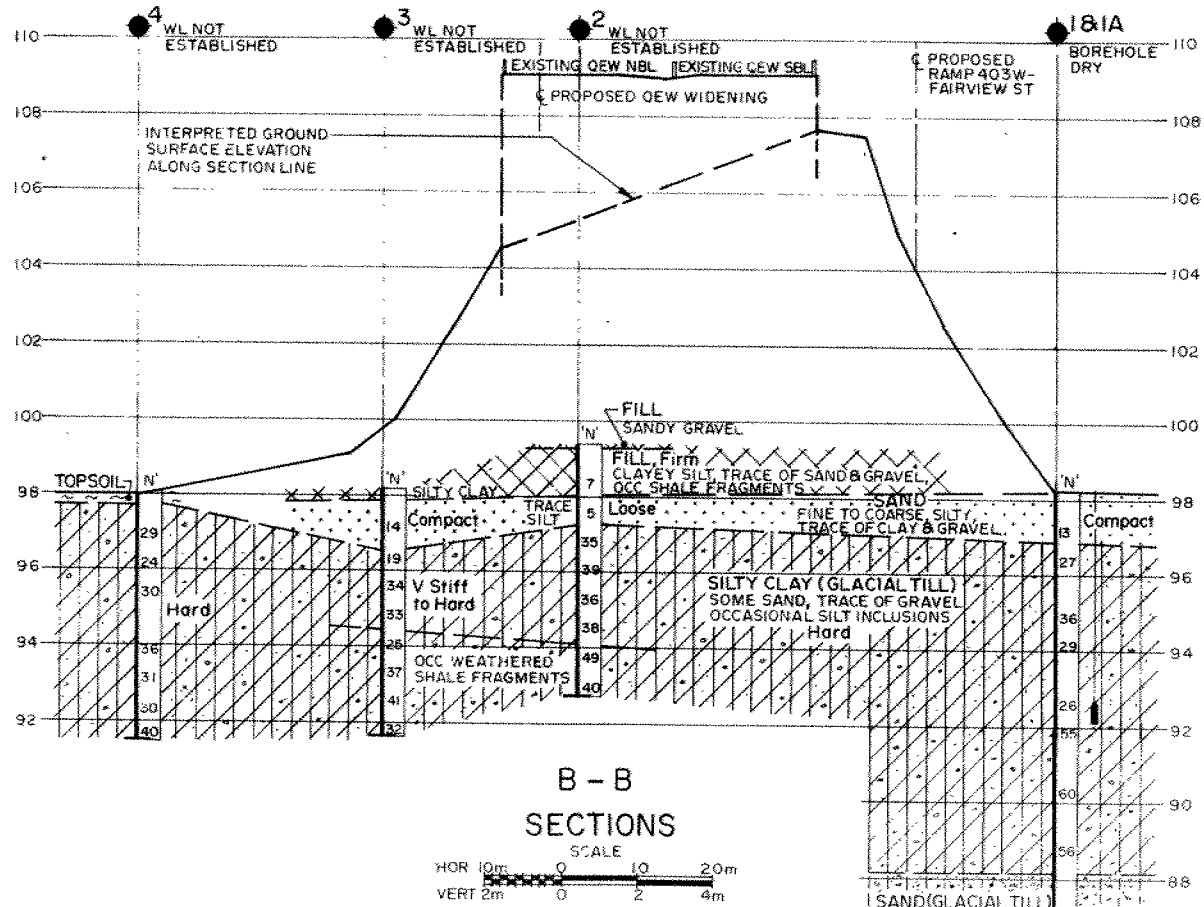 4
WL NOT
ESTABLISHED
3
WL NOT
ESTABLISHED
2
WL NOT
ESTABLISHED
1&1A
BOREHOLE
DRY
110
110
EXISTING QEW NBL
EXISTING QEW SBL
℄ PROPOSED QEW WIDENING
℄ PROPOSED
RAMP 403W-
FAIRVIEW ST
108
108
INTERPRETED GROUND
SURFACE ELEVATION
ALONG SECTION LINE
106
106
104
104
102
102
100
100
FILL
SANDY GRAVEL
'N'
FILL, Firm
CLAYEY SILT, TRACE OF SAND & GRAVEL,
OCC SHALE FRAGMENTS
TOPSOIL
N'
'N'
'N'
98
98
SILTY CLAY
TRACE
SILT
Compact
Loose
SAND
FINE TO COARSE, SILTY
TRACE OF CLAY & GRAVEL
Compact
29
24
30
36
31
30
40
Hard
14
19
34
33
28
37
41
32
V Stiff
to Hard
OCC WEATHERED
SHALE FRAGMENTS
7
5
35
39
36
38
49
40
SILTY CLAY (GLACIAL TILL)
SOME SAND, TRACE OF GRAVEL
OCCASIONAL SILT INCLUSIONS
Hard
13
27
36
29
26
55
60
56
96
96
94
94
92
92
90
88
SAND (GLACIAL TILL)
B - B
SECTIONS
SCALE
HOR 10m 0 10 20m
VERT 2m 0 2 4m